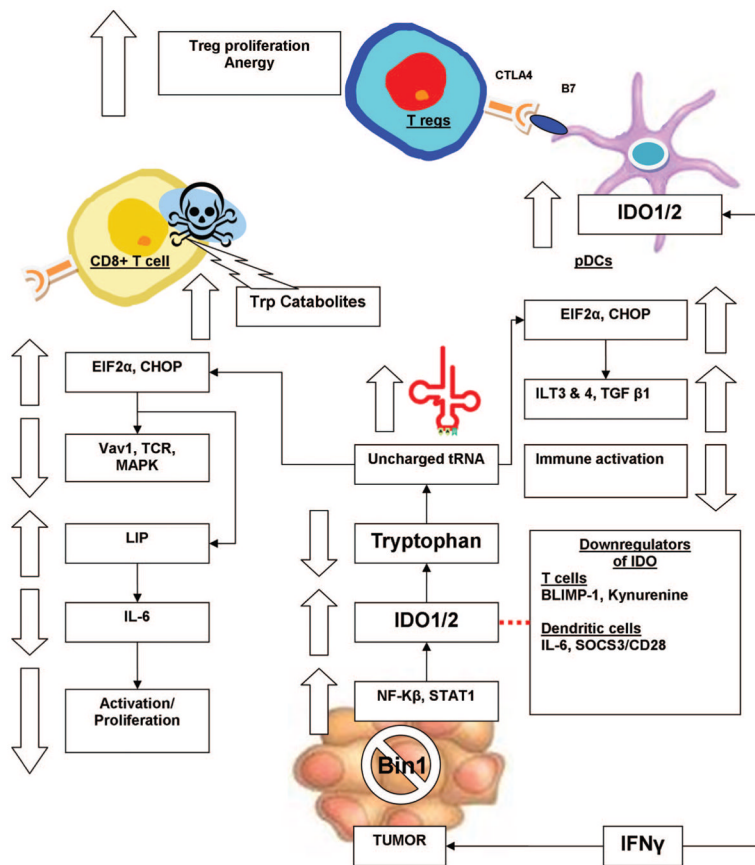 Treg proliferation
Anergy
CTLA4
B7
T regs
IDO1/2
pDCs
CD8+ T cell
Trp Catabolites
EIF2α, CHOP
ILT3 & 4, TGF β1
Immune activation
EIF2α, CHOP
Vav1, TCR,
MAPK
LIP
IL-6
Activation/
Proliferation
Uncharged tRNA
Tryptophan
IDO1/2
NF-Kβ, STAT1
Bin1
TUMOR
IFNγ
Downregulators
of IDO
T cells
BLIMP-1, Kynurenine
Dendritic cells
IL-6, SOCS3/CD28